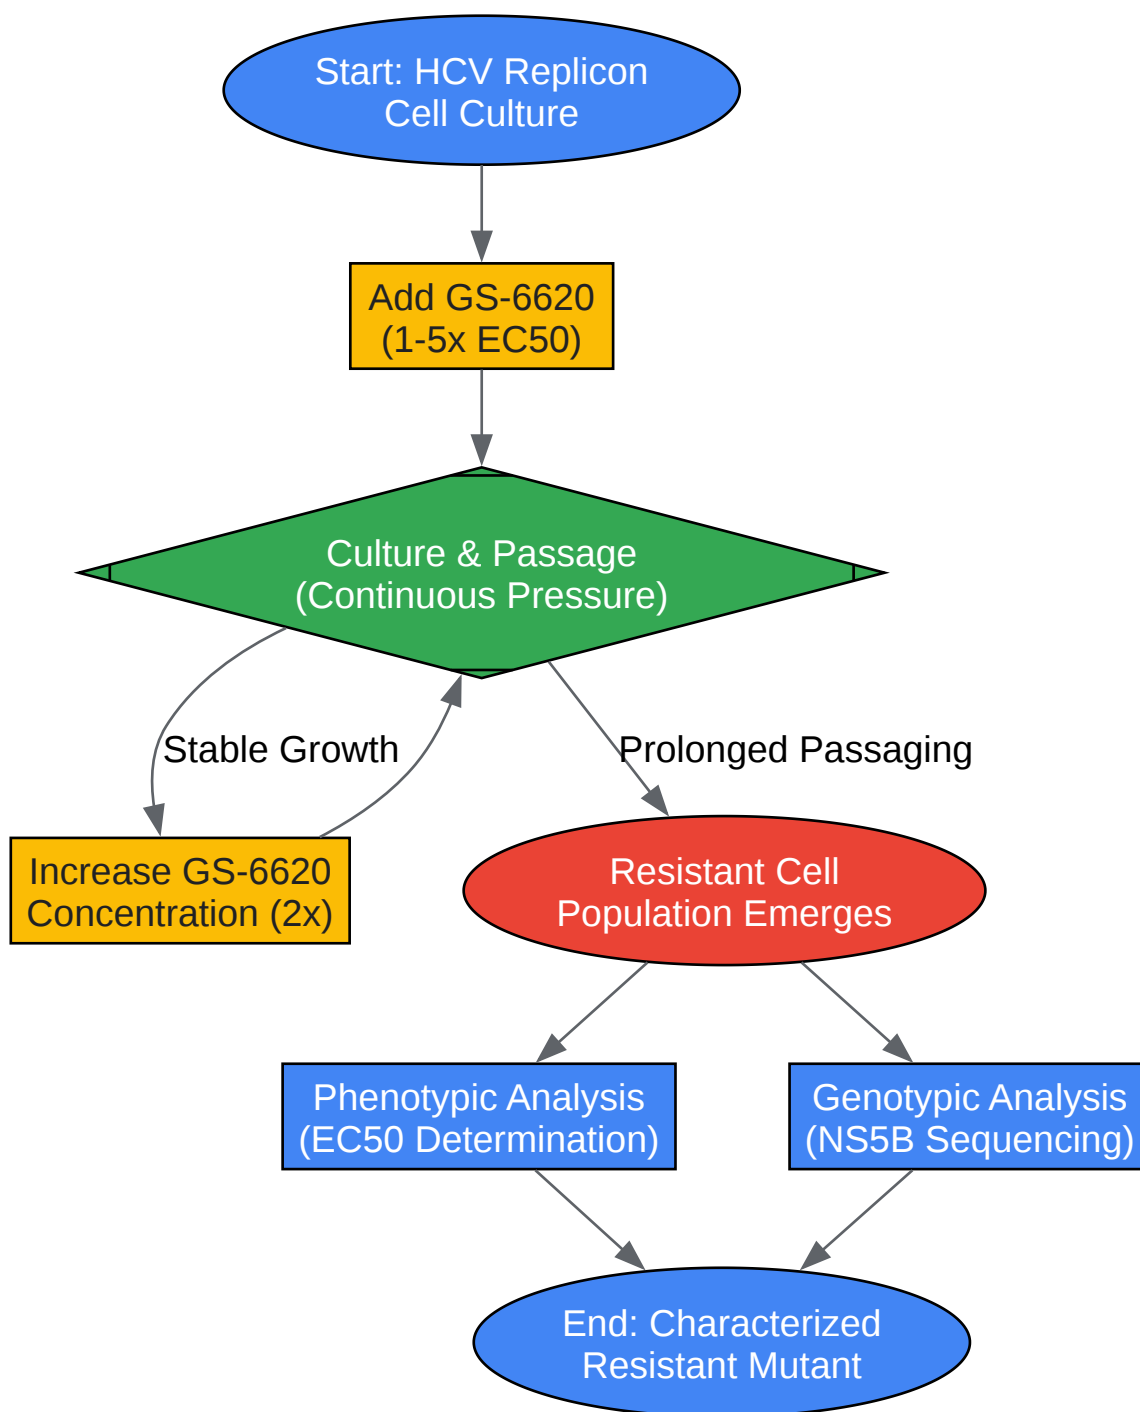 Start: HCV Replicon
Cell Culture
Add GS-6620
(1-5x EC50)
Culture & Passage
(Continuous Pressure)
Stable Growth
Prolonged Passaging
Increase GS-6620
Concentration (2x)
Resistant Cell
Population Emerges
Phenotypic Analysis
(EC50 Determination)
Genotypic Analysis
(NS5B Sequencing)
End: Characterized
Resistant Mutant